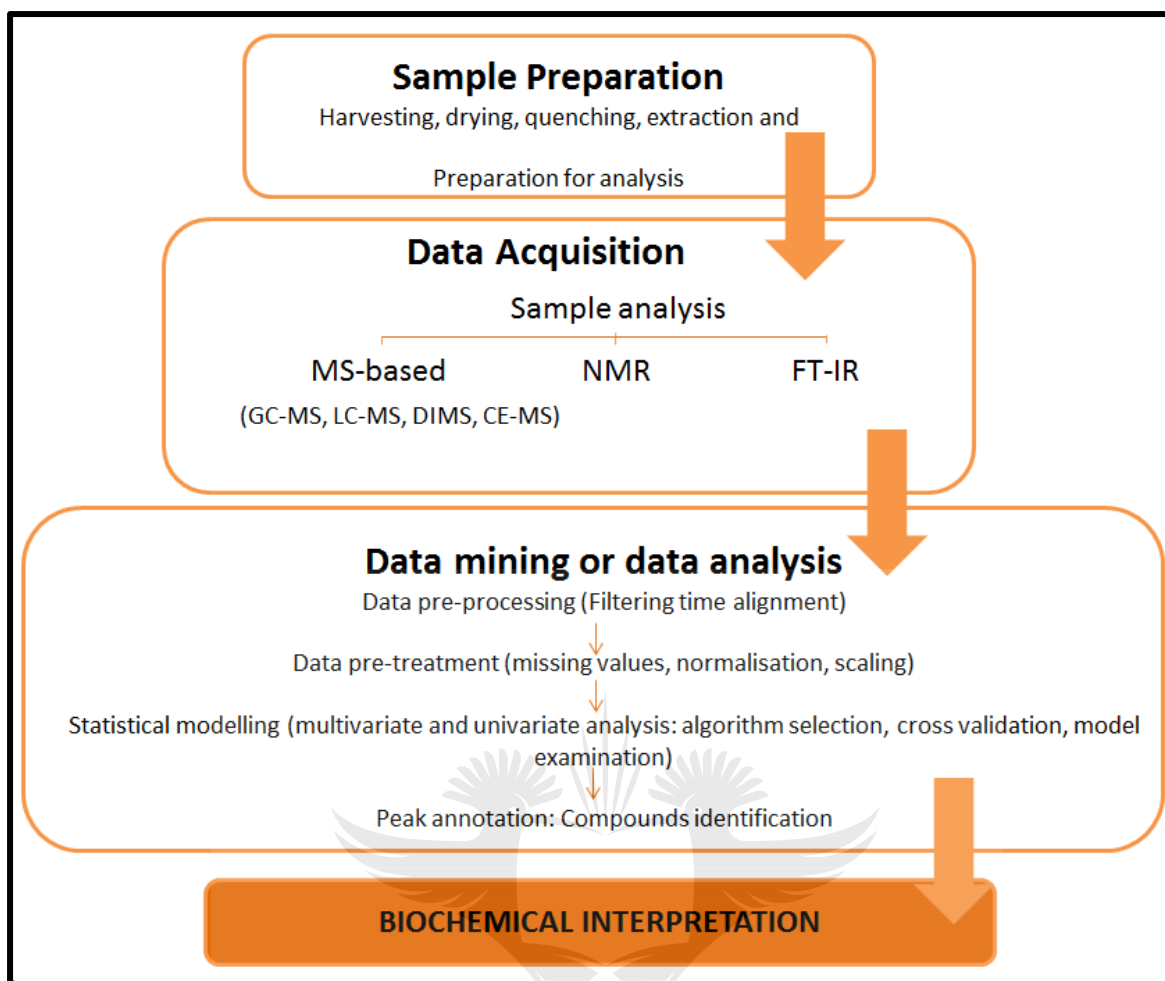 Sample Preparation
Harvesting, drying, quenching, extraction and
Preparation for analysis
Data Acquisition
Sample analysis
MS-based NMR FT-IR
(GC-MS, LC-MS, DIMS, CE-MS)
Data mining or data analysis
Data pre-processing (Filtering time alignment)
Data pre-treatment (missing values, normalisation, scaling)
Statistical modelling (multivariate and univariate analysis: algorithm selection, cross validation, model
examination)
Peak annotation: Compounds identification
BIOCHEMICAL INTERPRETATION